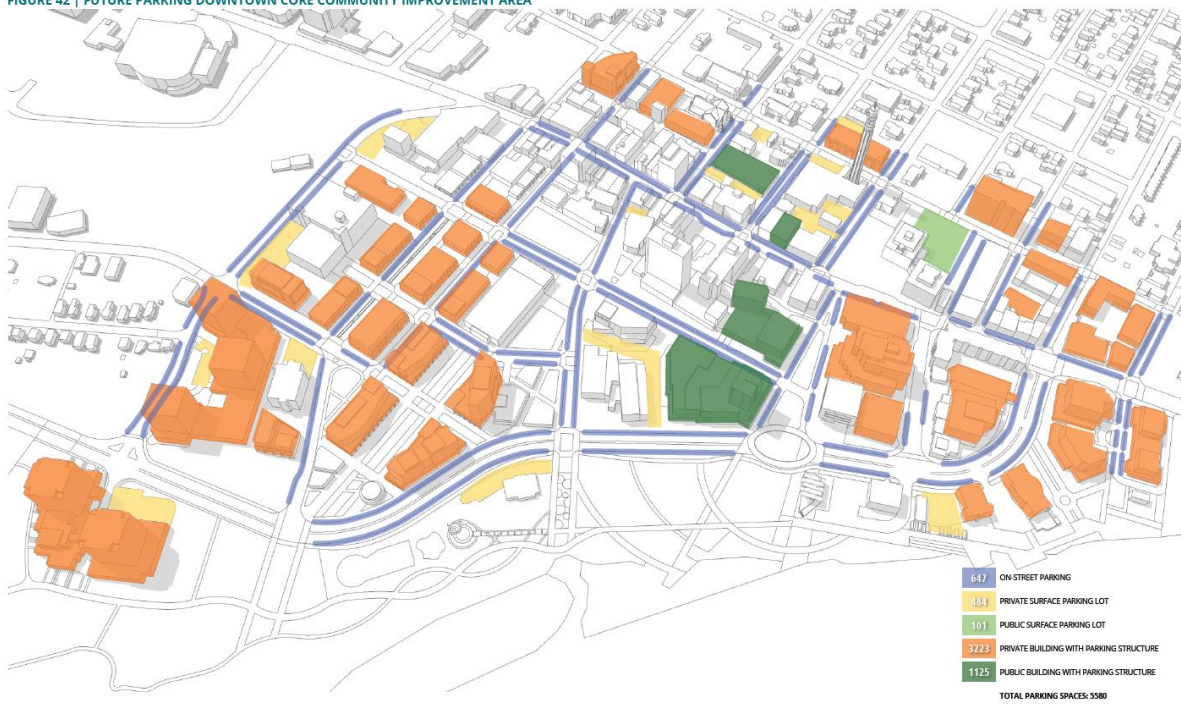 FIGURE 42 | FUTURE PARKING DOWNTOWN CORE COMMUNITY IMPROVEMENT AREA
647 ON-STREET PARKING
484 PRIVATE SURFACE PARKING LOT
101 PUBLIC SURFACE PARKING LOT
3223 PRIVATE BUILDING WITH PARKING STRUCTURE
1125 PUBLIC BUILDING WITH PARKING STRUCTURE
TOTAL PARKING SPACES: 5580